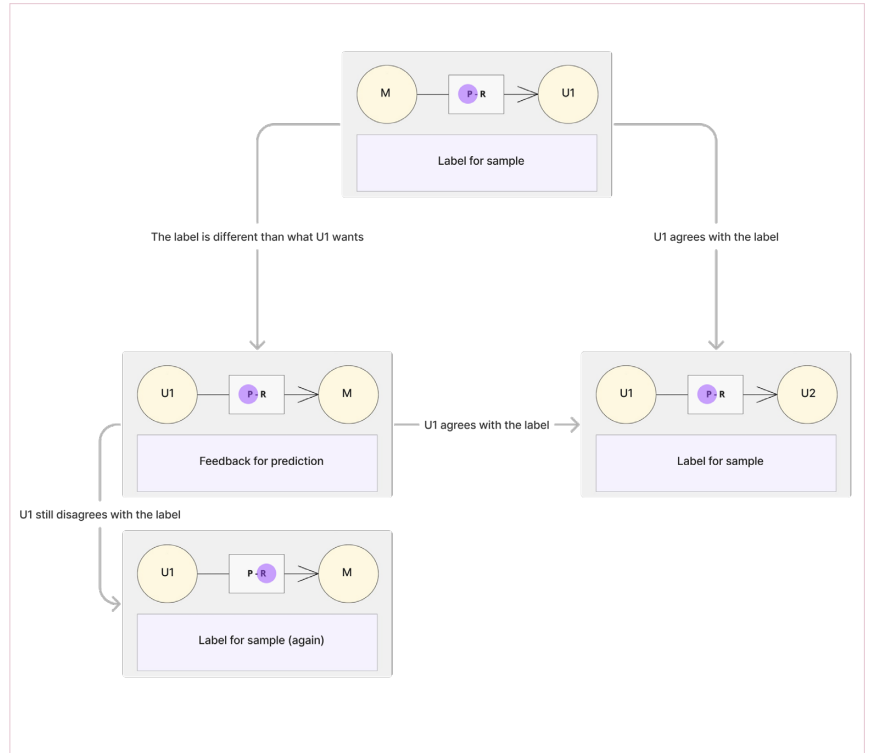 M
P - R
U1
Label for sample
The label is different than what U1 wants
U1 agrees with the label
U1
P - R
M
Feedback for prediction
U1 agrees with the label
U1
P - R
U2
Label for sample
U1 still disagrees with the label
U1
P - R
M
Label for sample (again)